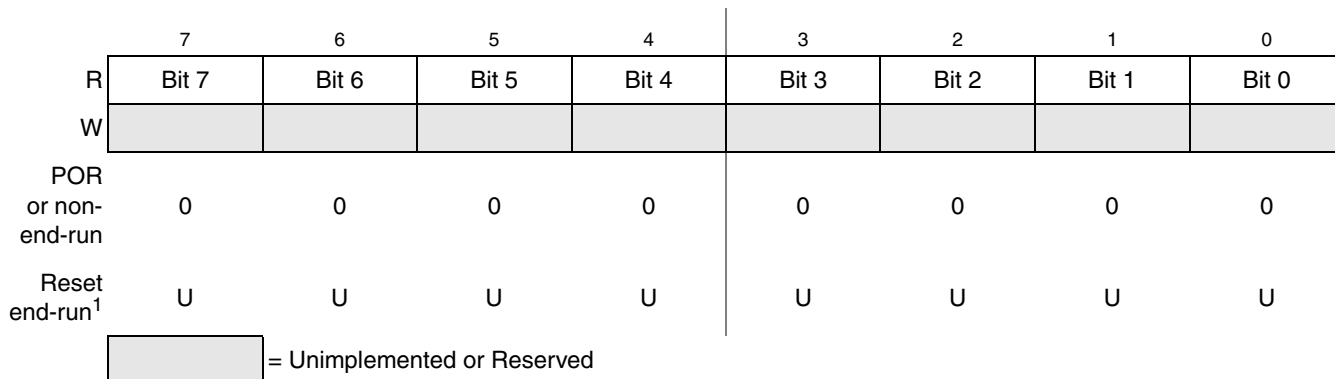 7 6 5 4 3 2 1 0
R Bit 7 Bit 6 Bit 5 Bit 4 Bit 3 Bit 2 Bit 1 Bit 0
W
POR
or non- 0 0 0 0 0 0 0 0
end-run
Reset
end-run1 U U U U U U U U
= Unimplemented or Reserved